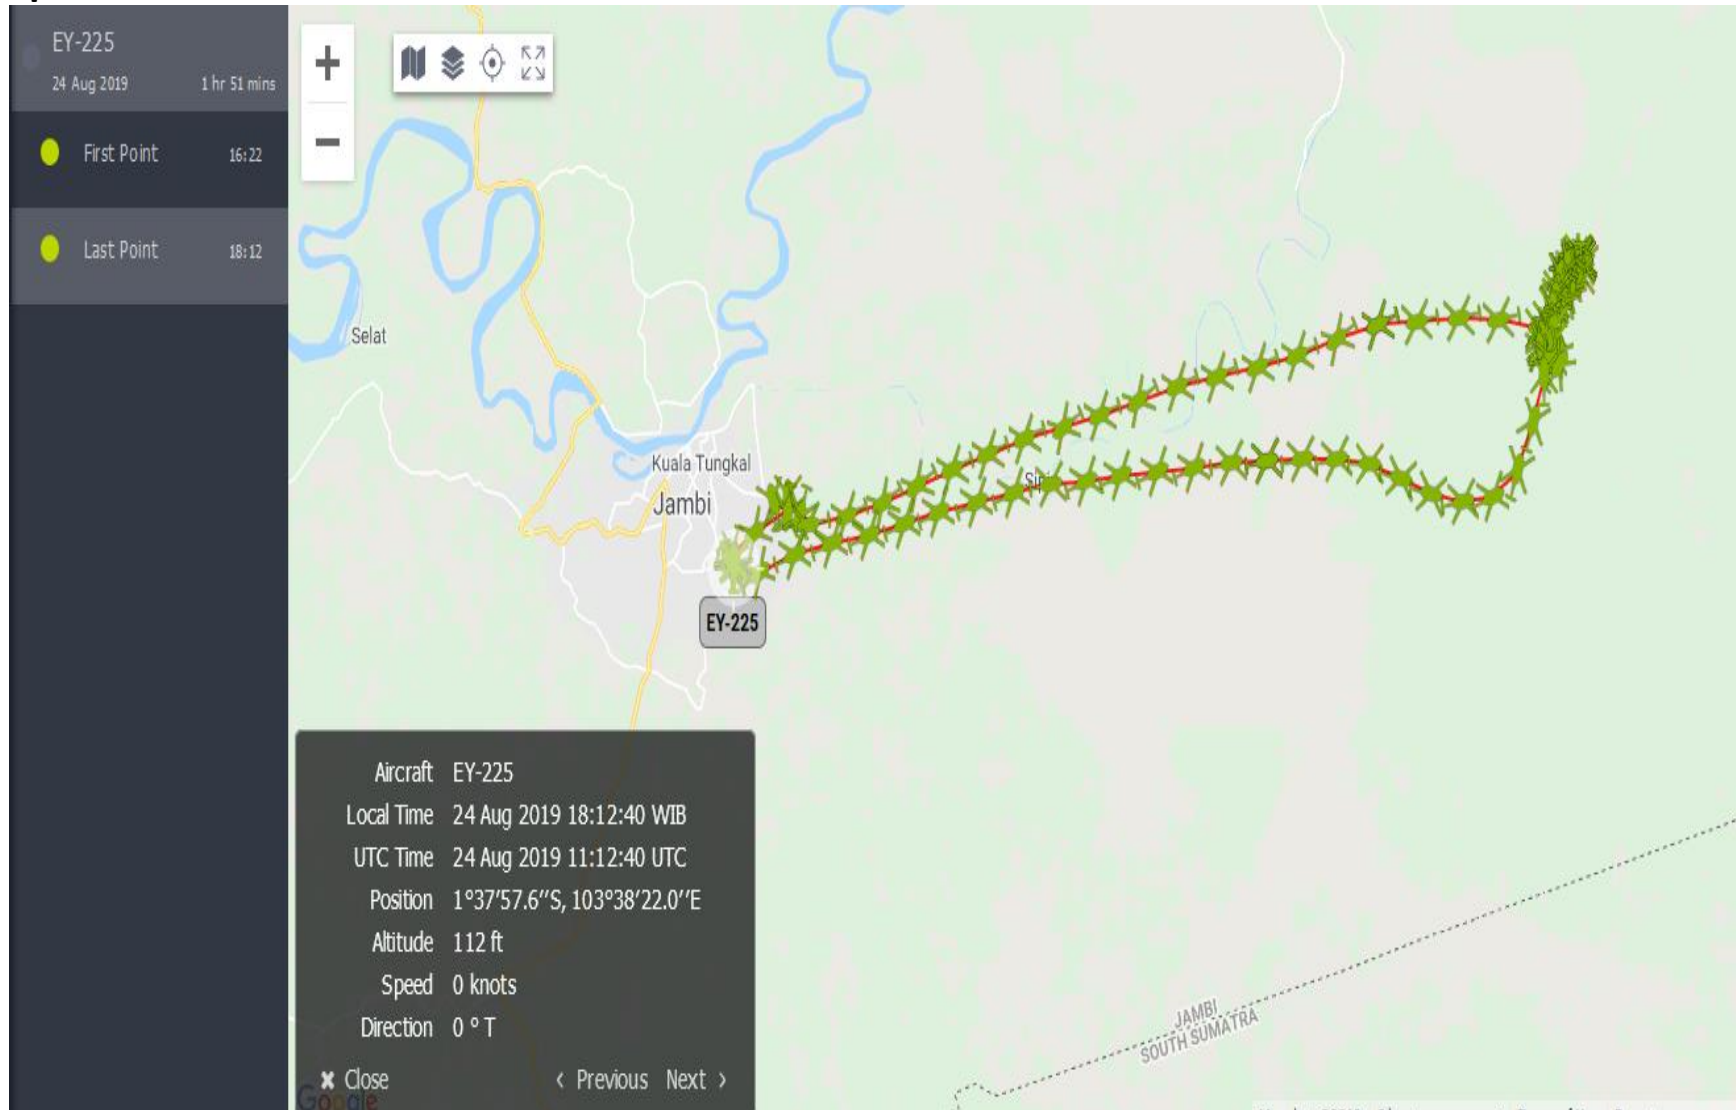 EY-225
24 Aug 2019 1 hr 51 mins
First Point 16:22
Last Point 18:12
+
−
Selat
Kuala Tungkal
Jambi
EY-225
Aircraft EY-225
Local Time 24 Aug 2019 18:12:40 WIB
UTC Time 24 Aug 2019 11:12:40 UTC
Position 1°37'57.6''S, 103°38'22.0''E
Altitude 112 ft
Speed 0 knots
Direction 0 ° T
✖ Close ‹ Previous Next ›
Google
JAMBI
SOUTH SUMATRA